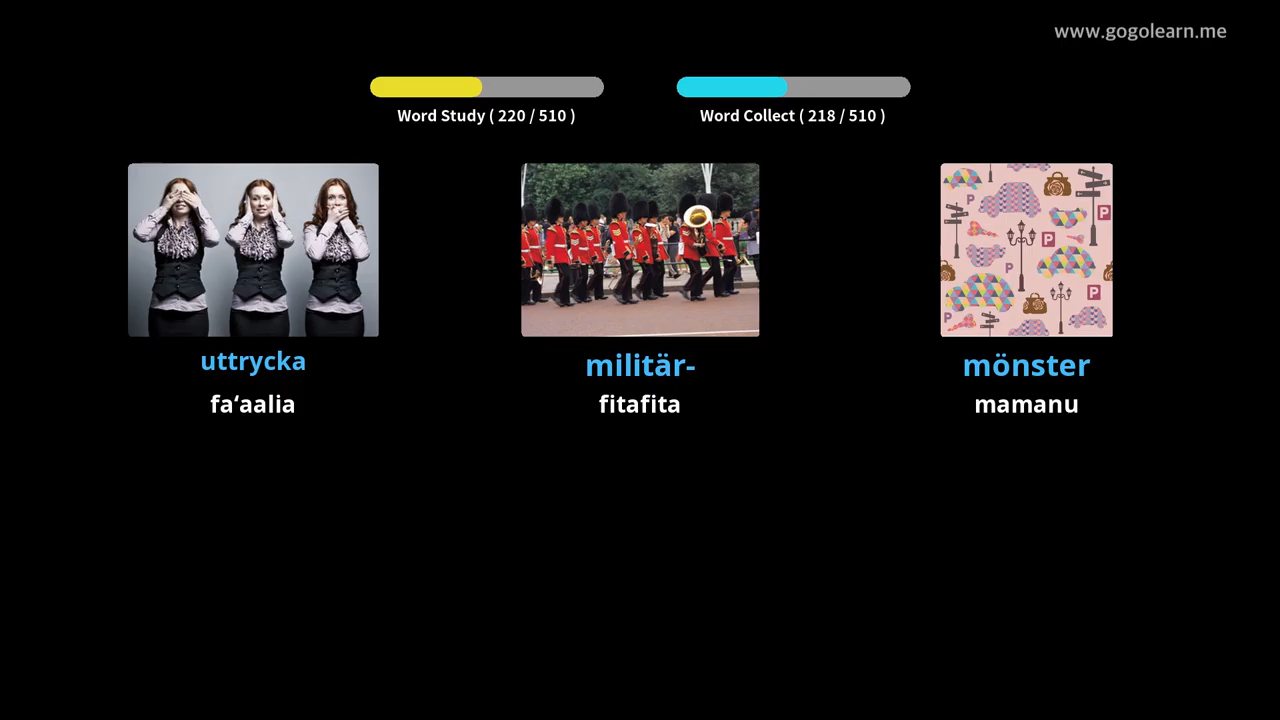 www.gogolearn.me
Word Study ( 220 / 510 )
Word Collect ( 218 / 510 )
P
P
P
P
P
P
uttrycka
militär-
mönster
fa‘aalia
fitafita
mamanu